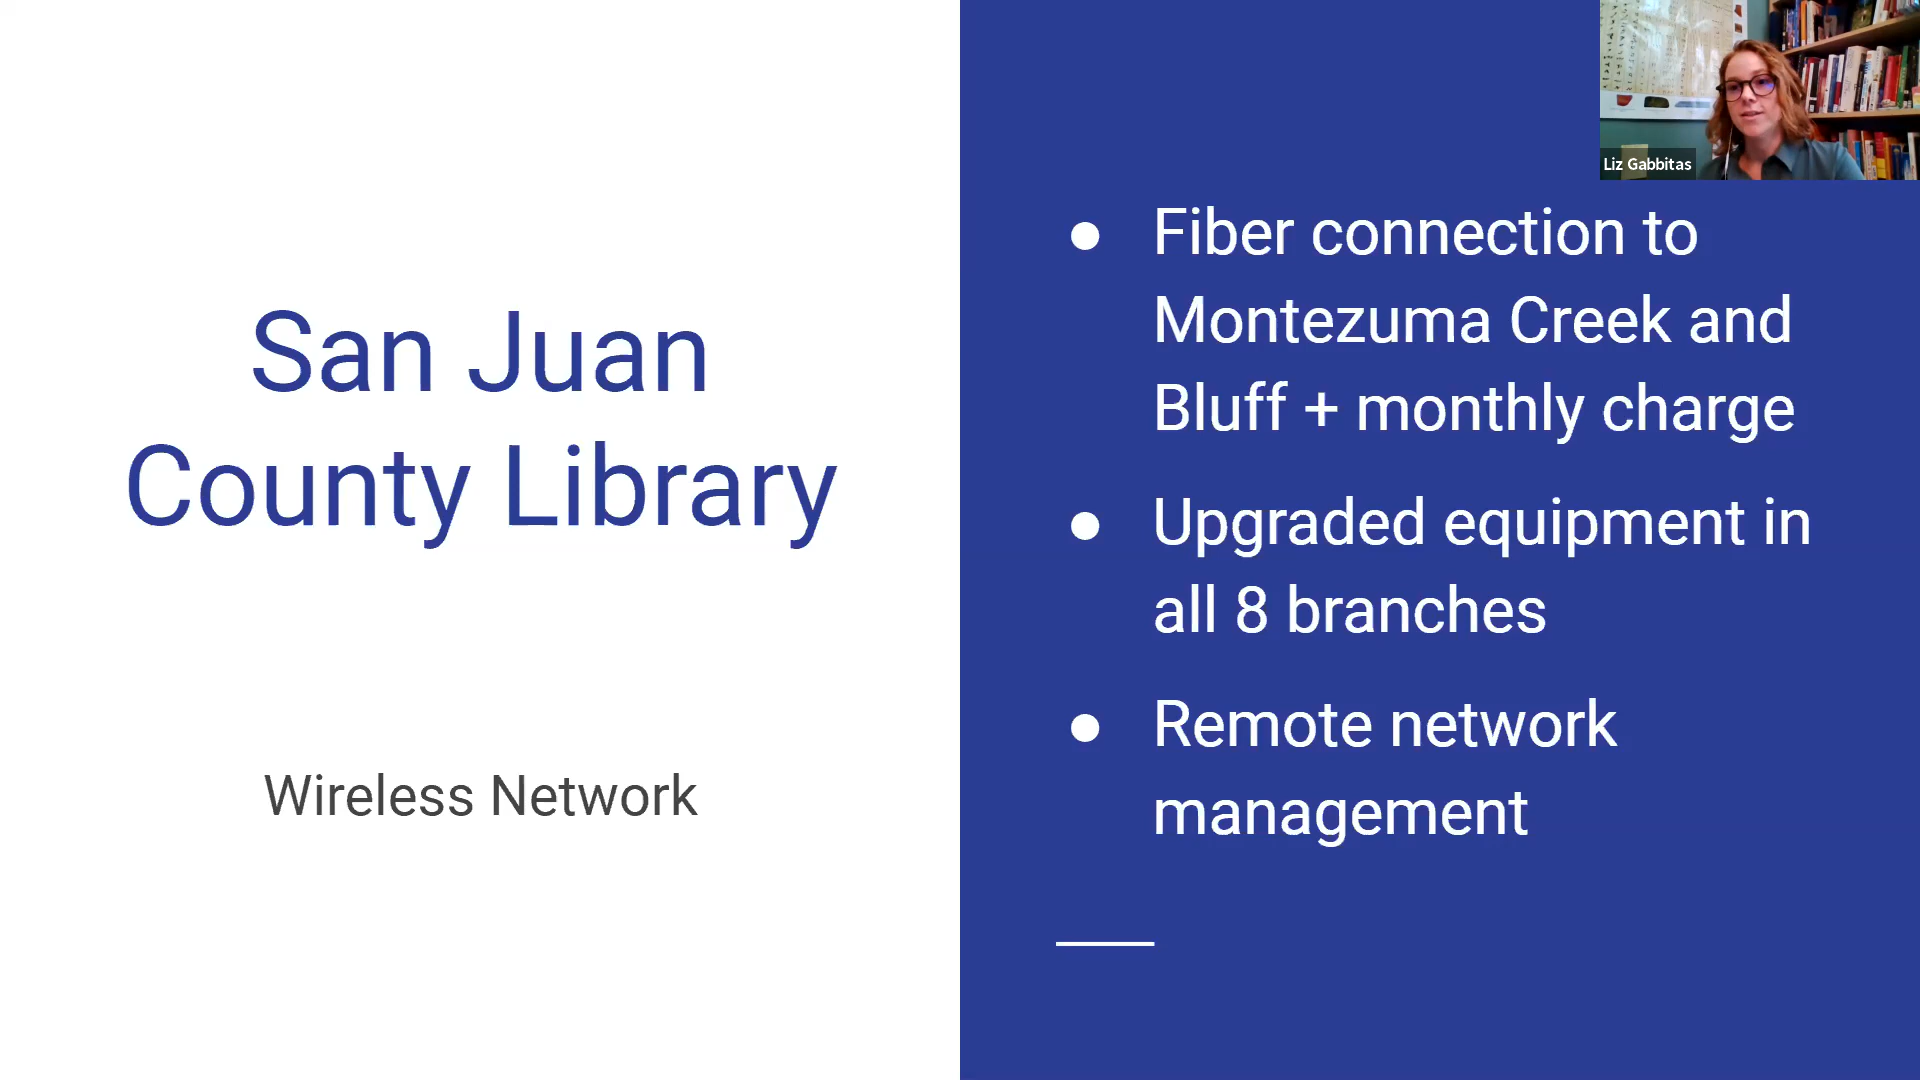 San Juan
County Library
Wireless Network
Liz Gabbitas
● Fiber connection to
Montezuma Creek and
Bluff + monthly charge
● Upgraded equipment in
all 8 branches
● Remote network
management